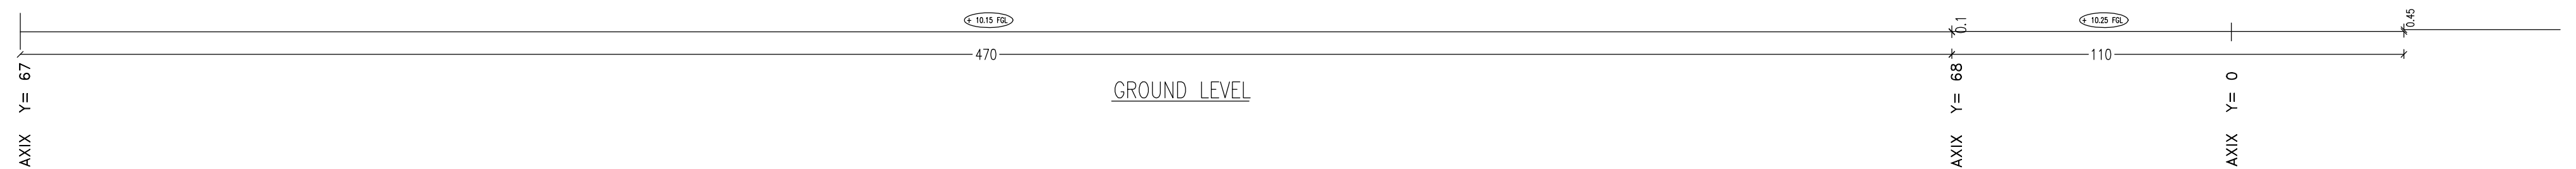 + 10.15 FGL
0.1
+ 10.25 FGL
0.45
470
110
GROUND LEVEL
AXIX Y= 67
AXIX Y= 68
AXIX Y= 0